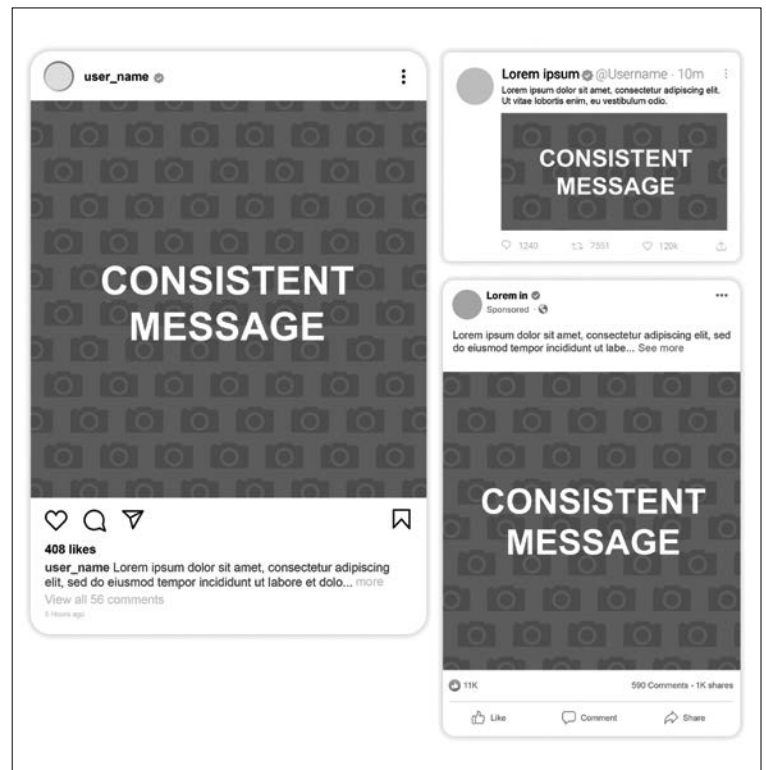 user_name
CONSISTENT
MESSAGE
408 likes
user_name Lorem ipsum dolor sit amet, consectetur adipiscing
elit, sed do eiusmod tempor incididunt ut labore et dolo... more
View all 56 comments
5 Hours ago
Lorem ipsum @Username · 10m
Lorem ipsum dolor sit amet, consectetur adipiscing elit.
Ut vitae lobortis enim, eu vestibulum odio.
CONSISTENT
MESSAGE
1240 7551 120k
Lorem in
Sponsored ·
Lorem ipsum dolor sit amet, consectetur adipiscing elit, sed
do eiusmod tempor incididunt ut labe... See more
CONSISTENT
MESSAGE
11K 590 Comments - 1K shares
Like Comment Share